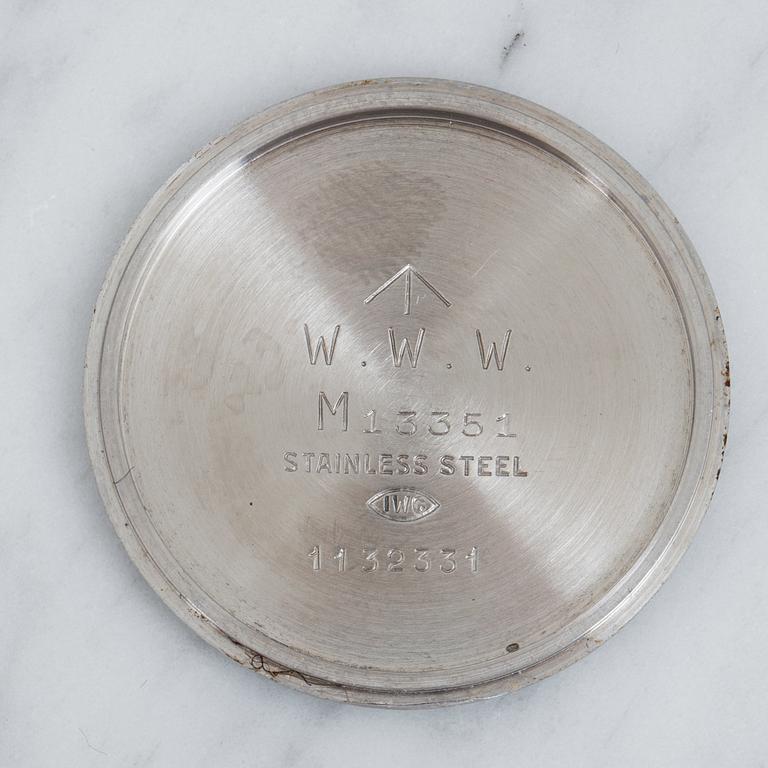 W.W.W.
M13351
STAINLESS STEEL
IWC
1132331